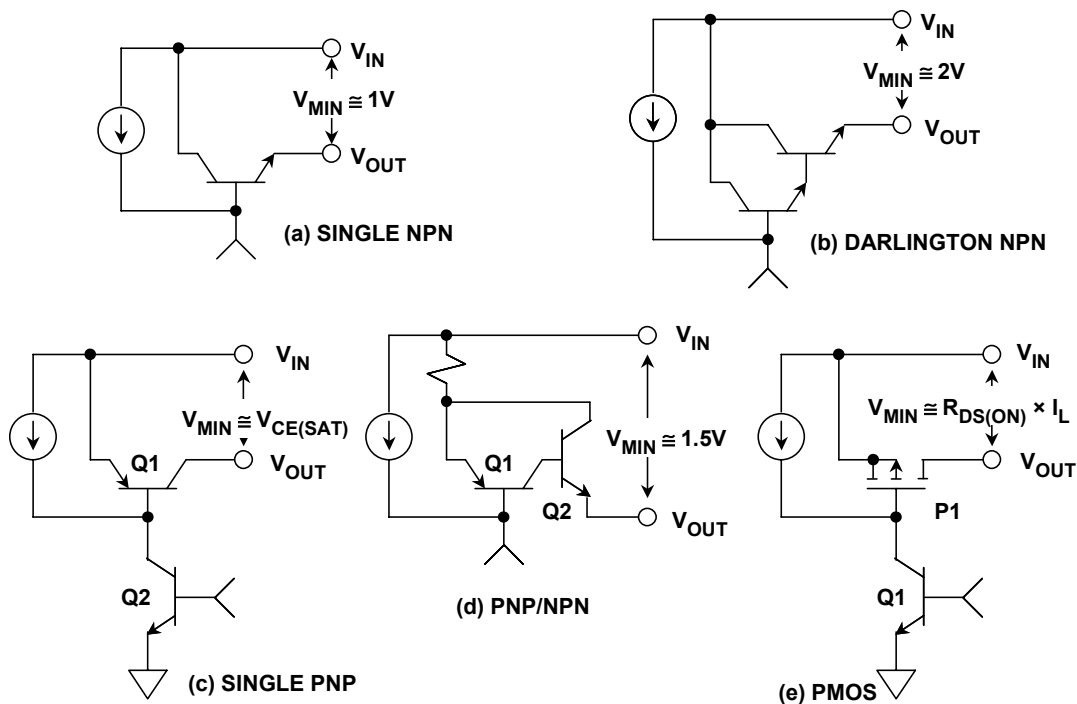 V_IN
V_MIN ≅ 1V
V_OUT
(a) SINGLE NPN
V_IN
V_MIN ≅ 2V
V_OUT
(b) DARLINGTON NPN
V_IN
V_MIN ≅ V_CE(SAT)
Q1
V_OUT
Q2
(c) SINGLE PNP
V_IN
V_MIN ≅ 1.5V
Q1
Q2
V_OUT
(d) PNP/NPN
V_IN
V_MIN ≅ R_DS(ON) × I_L
V_OUT
P1
Q1
(e) PMOS